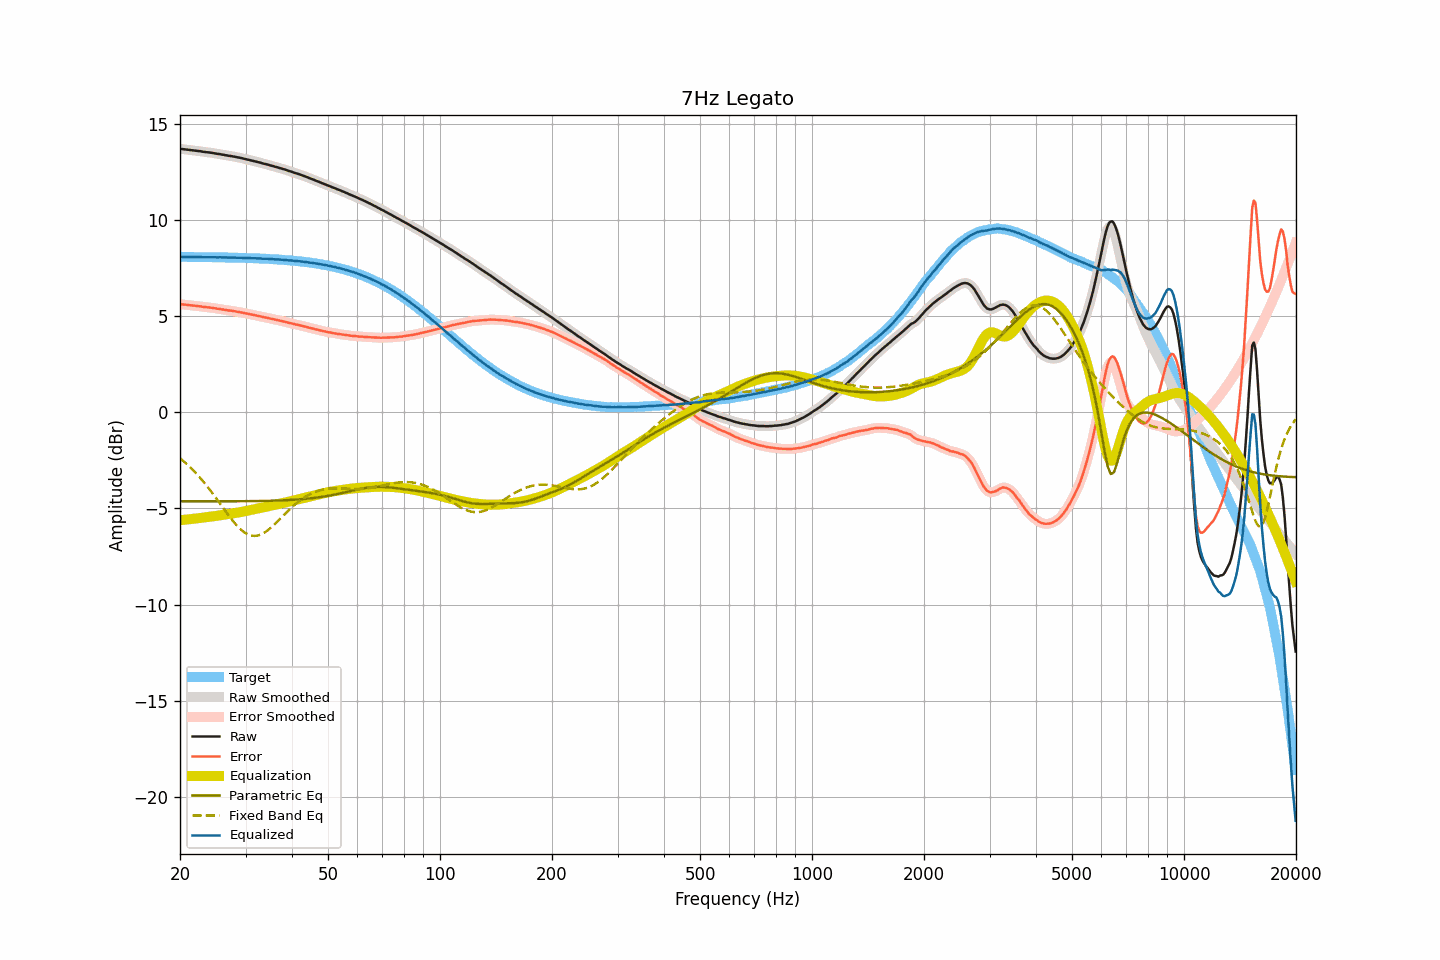 7Hz Legato
15
10
5
0
−5
−10
−15
−20
Amplitude (dBr)
Target
Raw Smoothed
Error Smoothed
Raw
Error
Equalization
Parametric Eq
Fixed Band Eq
Equalized
20 50 100 200 500 1000 2000 5000 10000 20000
Frequency (Hz)